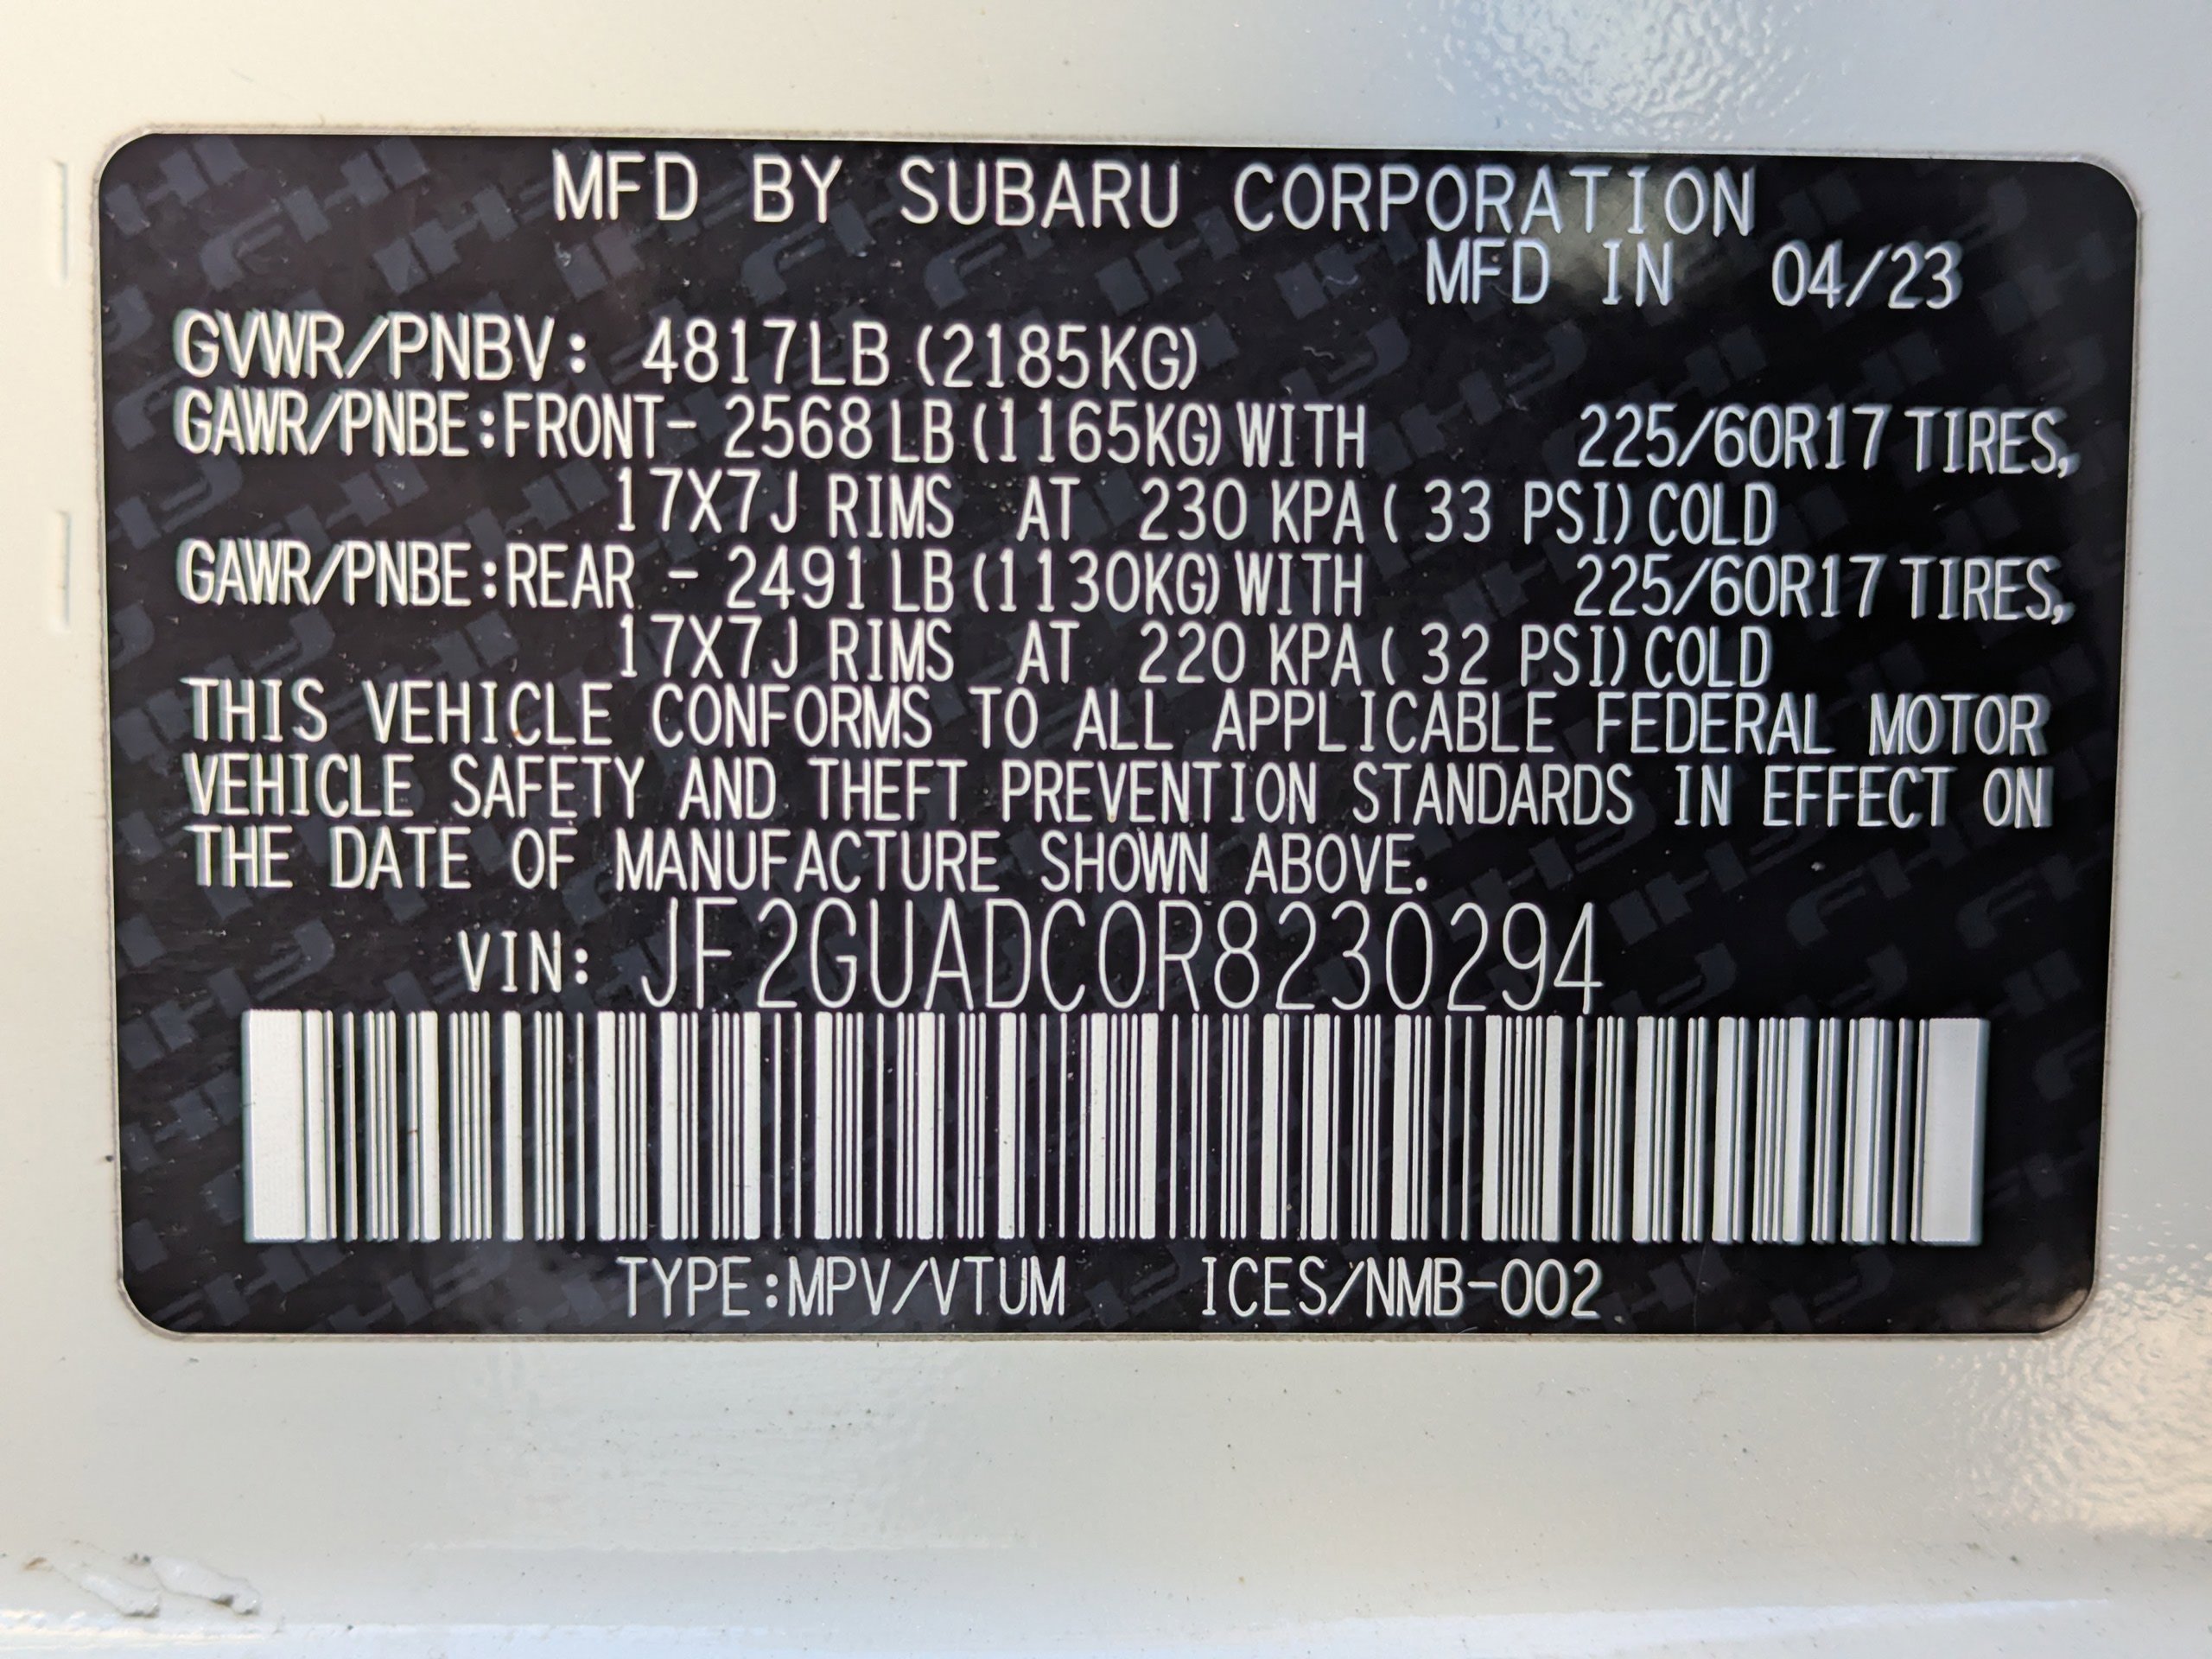 MFD BY SUBARU CORPORATION
MFD IN 04/23
GVWR/PNBV: 4817LB (2185KG)
GAWR/PNBE:FRONT- 2568 LB (1165KG) WITH 225/60R17 TIRES,
17X7J RIMS AT 230 KPA ( 33 PSI) COLD
GAWR/PNBE:REAR - 2491 LB (1130KG) WITH 225/60R17 TIRES,
17X7J RIMS AT 220 KPA ( 32 PSI) COLD
THIS VEHICLE CONFORMS TO ALL APPLICABLE FEDERAL MOTOR
VEHICLE SAFETY AND THEFT PREVENTION STANDARDS IN EFFECT ON
THE DATE OF MANUFACTURE SHOWN ABOVE.
VIN: JF2GUADC0R8230294
TYPE:MPV/VTUM ICES/NMB-002